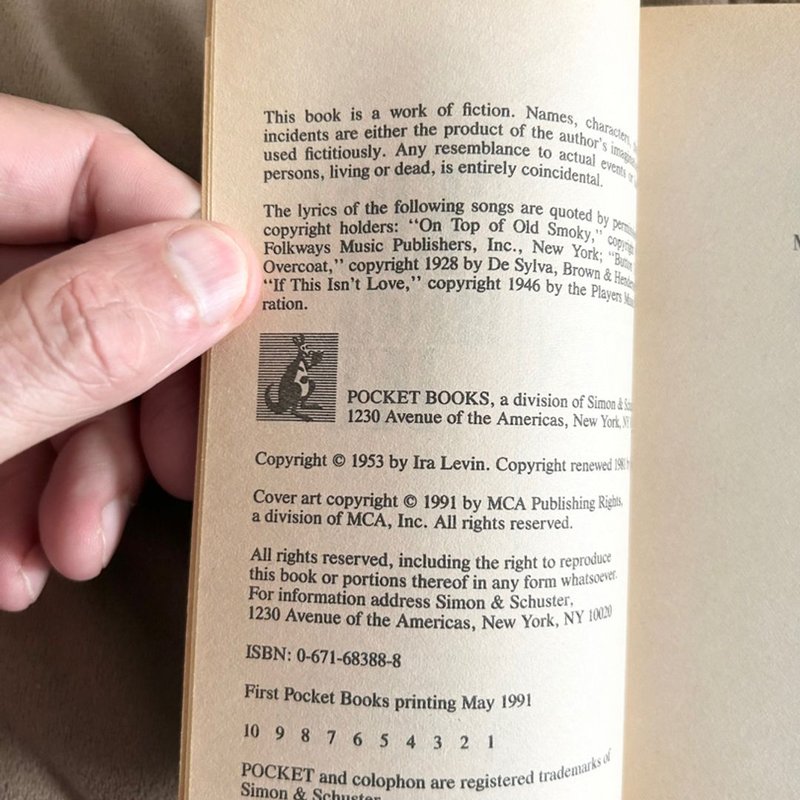 This book is a work of fiction. Names, characters,
incidents are either the product of the author's
used fictitiously. Any resemblance to actual events or
persons, living or dead, is entirely coincidental.
The lyrics of the following songs are quoted by
copyright holders: "On Top of Old Smoky,"
Folkways Music Publishers, Inc., New York;
Overcoat," copyright 1928 by De Sylva, Brown &
"If This Isn't Love," copyright 1946 by the Players
ration.
POCKET BOOKS, a division of Simon &
1230 Avenue of the Americas, New York,
Copyright © 1953 by Ira Levin. Copyright renewed
Cover art copyright © 1991 by MCA Publishing Rights,
a division of MCA, Inc. All rights reserved.
All rights reserved, including the right to reproduce
this book or portions thereof in any form whatsoever.
For information address Simon & Schuster,
1230 Avenue of the Americas, New York, NY 10020
ISBN: 0-671-68388-8
First Pocket Books printing May 1991
10 9 8 7 6 5 4 3 2 1
POCKET and colophon are registered trademarks of
Simon & Schuster